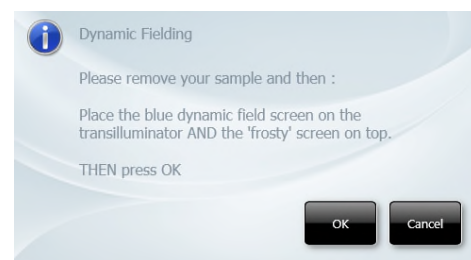 Dynamic Fielding
Please remove your sample and then :
Place the blue dynamic field screen on the
transilluminator AND the 'frosty' screen on top.
THEN press OK
OK
Cancel